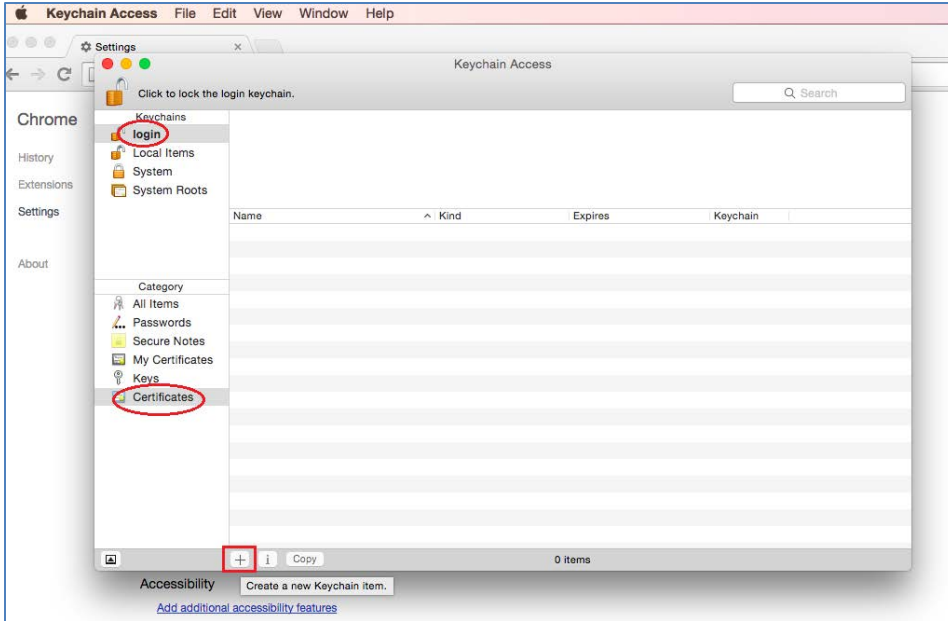 Keychain Access File Edit View Window Help
Settings
Keychain Access
Click to lock the login keychain.
Search
Chrome
History
Extensions
Settings
About
Keychains
login
Local Items
System
System Roots
Name Kind Expires Keychain
Category
All Items
Passwords
Secure Notes
My Certificates
Keys
Certificates
+ i Copy 0 items
Accessibility
Create a new Keychain item.
Add additional accessibility features